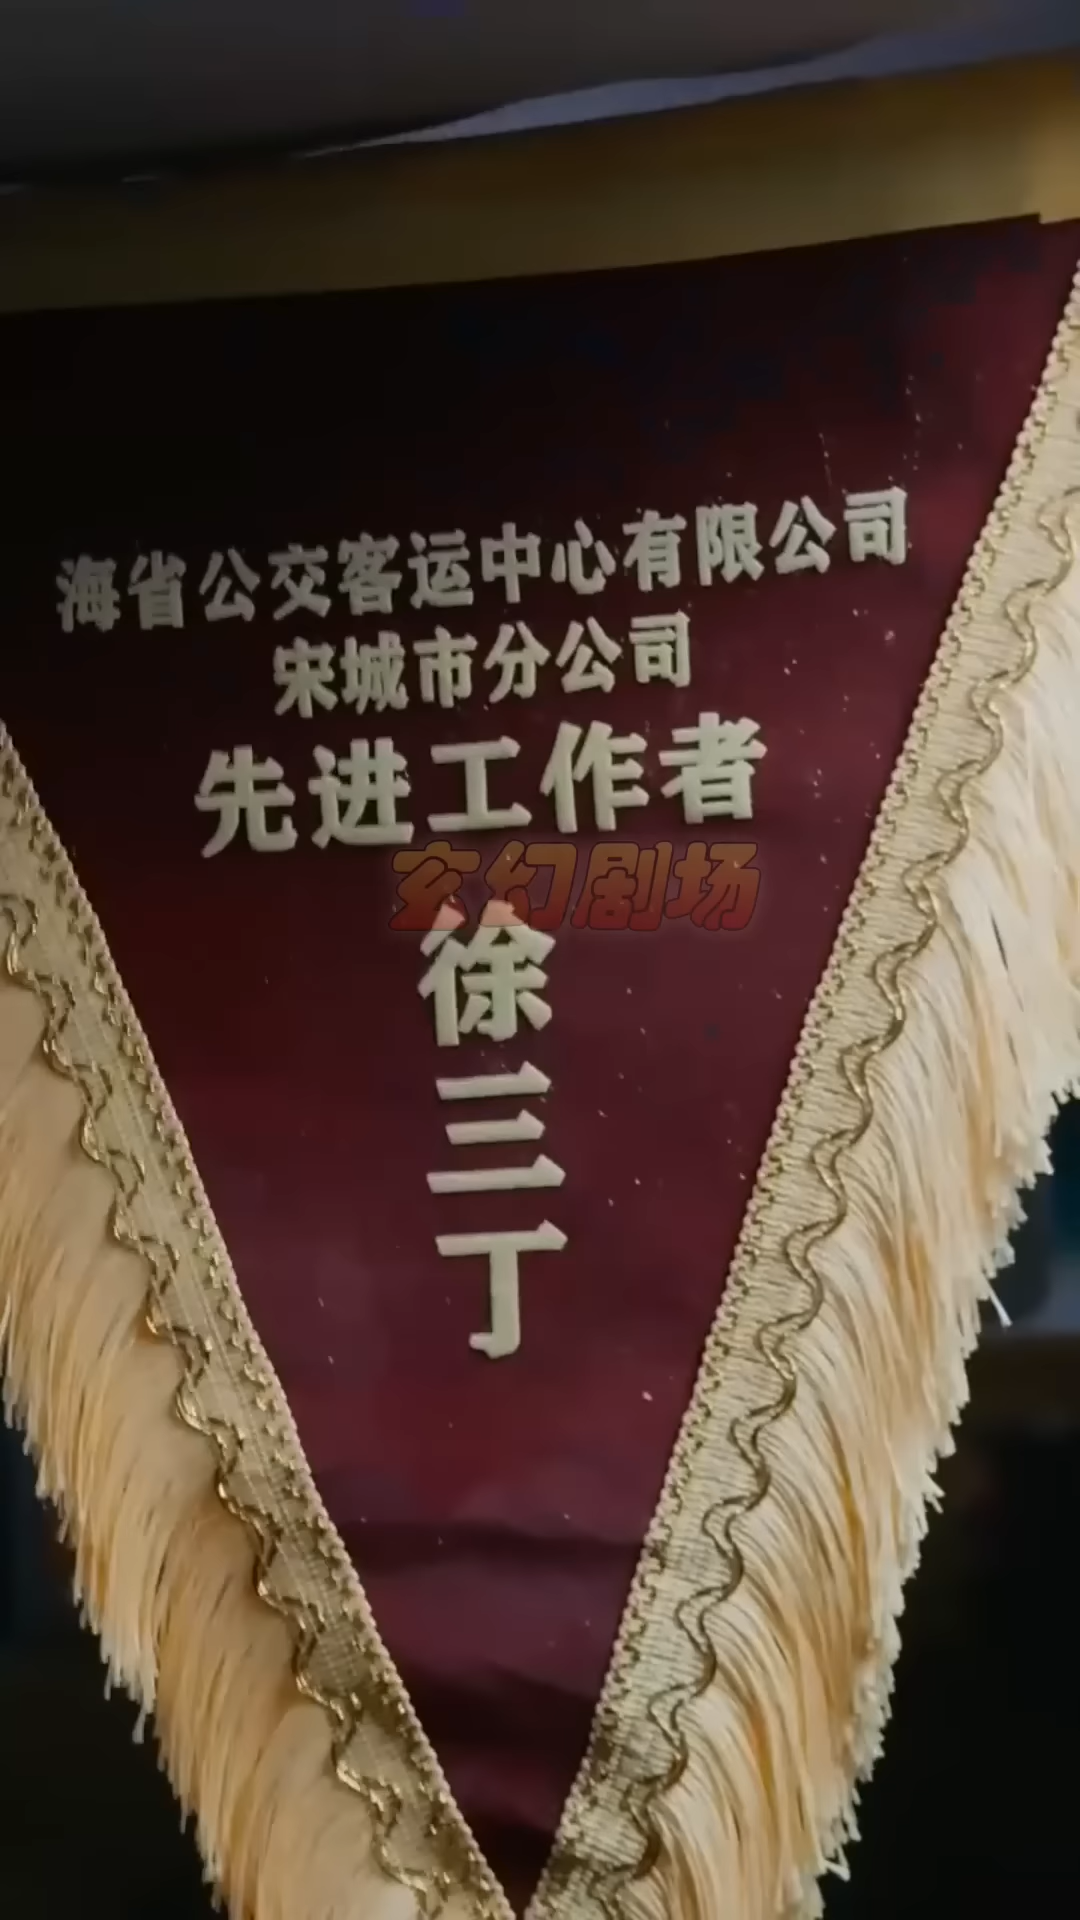 海省公交客运中心有限公司
宋城市分公司
先进工作者
玄幻剧场
徐三丁